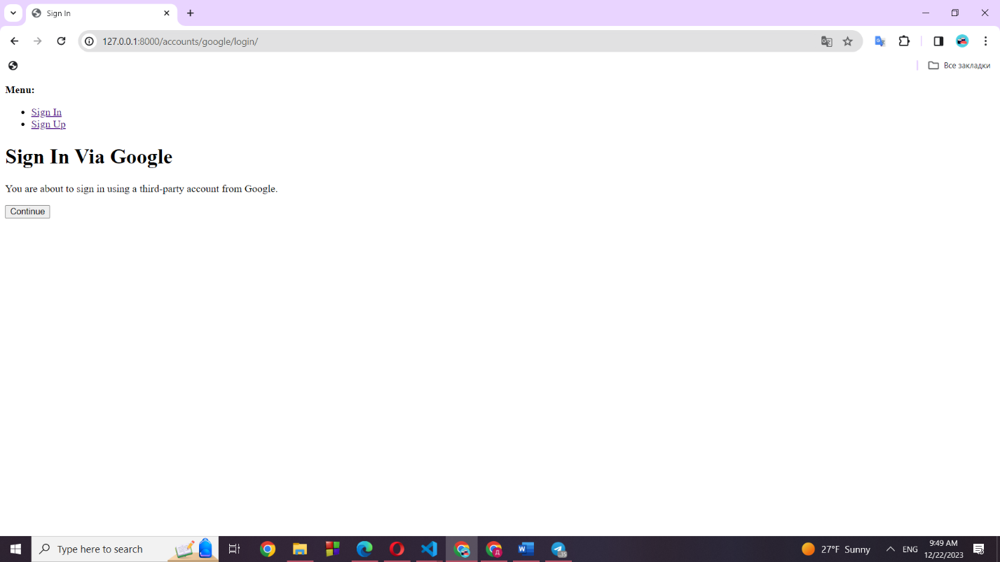 Sign In
127.0.0.1:8000/accounts/google/login/
Все закладки
Menu:
Sign In
Sign Up
Sign In Via Google
You are about to sign in using a third-party account from Google.
Continue
Type here to search
Д
W
35
27°F Sunny
ENG
9:49 AM
12/22/2023